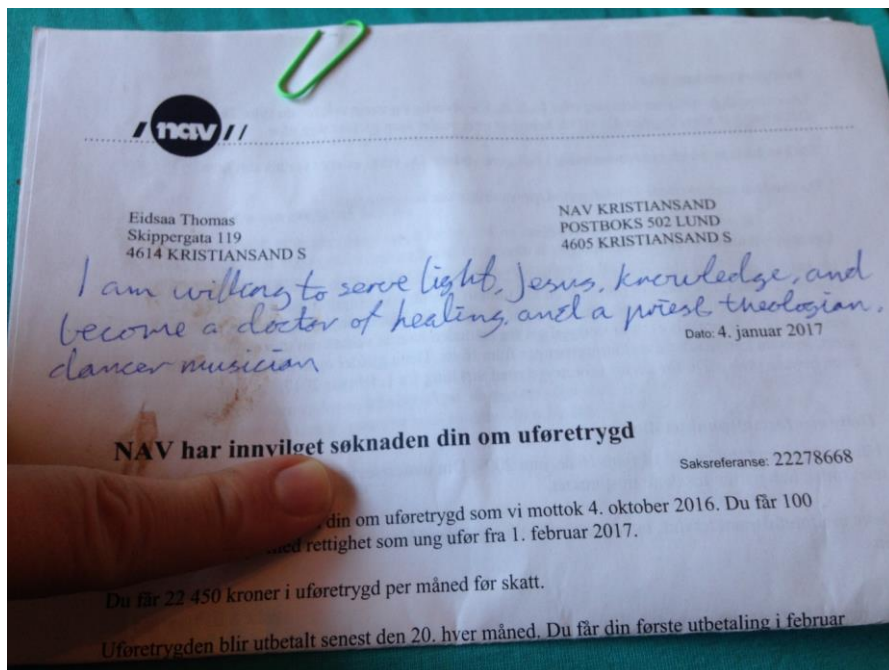 nav
Eidsaa Thomas
Skippergata 119
4614 KRISTIANSAND S
NAV KRISTIANSAND
POSTBOKS 502 LUND
4605 KRISTIANSAND S
I am willing to serve light, Jesus, knowledge, and
become a doctor of healing, and a priest theologian,
dancer musician
Dato: 4. januar 2017
NAV har innvilget søknaden din om uføretrygd
Saksreferanse: 22278668
din om uføretrygd som vi mottok 4. oktober 2016. Du får 100
med rettighet som ung ufør fra 1. februar 2017.
Du får 22 450 kroner i uføretrygd per måned før skatt.
Uføretrygden blir utbetalt senest den 20. hver måned. Du får din første utbetaling i februar